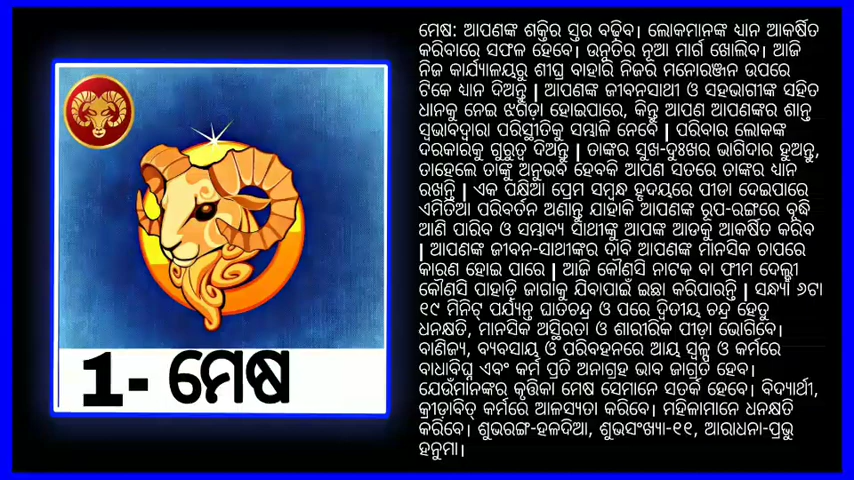 1- ମେଷ
ମେଷ: ଆପଣଙ୍କ ଶକ୍ତିର ସ୍ତର ବଢ଼ିବ। ଲୋକମାନଙ୍କ ଧ୍ୟାନ ଆକର୍ଷିତ
କରିବାରେ ସଫଳ ହେବେ। ଉନ୍ନତିର ନୂଆ ମାର୍ଗ ଖୋଲିବ। ଆଜି
ନିଜ କାର୍ଯ୍ୟାଳୟରୁ ଶୀଘ୍ର ବାହାରି ନିଜର ମନୋରଞ୍ଜନ ଉପରେ
ଟିକେ ଧ୍ୟାନ ଦିଅନ୍ତୁ | ଆପଣଙ୍କ ଜୀବନସାଥୀ ଓ ସହଭାଗୀଙ୍କ ସହିତ
ଧାନକୁ ନେଇ ଝଗଡ଼ା ହୋଇପାରେ, କିନ୍ତୁ ଆପଣ ଆପଣଙ୍କର ଶାନ୍ତ
ସ୍ୱଭାବଦ୍ୱାରା ପରିସ୍ଥିତିକୁ ସମ୍ଭାଳି ନେବେ | ପରିବାର ଲୋକଙ୍କ
ଦରକାରକୁ ଗୁରୁତ୍ୱ ଦିଅନ୍ତୁ | ତାଙ୍କର ସୁଖ-ଦୁଃଖର ଭାଗିଦାର ହୁଅନ୍ତୁ,
ତାହେଲେ ତାଙ୍କୁ ଅନୁଭବ ହେବକି ଆପଣ ସତରେ ତାଙ୍କର ଧ୍ୟାନ
ରଖନ୍ତି | ଏକ ପକ୍ଷିଆ ପ୍ରେମ ସମ୍ବନ୍ଧ ହୃଦୟରେ ପୀଡା ଦେଇପାରେ
ଏମିତିଆ ପରିବର୍ତନ ଅଣାନ୍ତୁ ଯାହାକି ଆପଣଙ୍କ ରୂପ-ରଙ୍ଗରେ ବୃଦ୍ଧି
ଆଣି ପାରିବ ଓ ସମ୍ଭାବ୍ୟ ସାଥୀଙ୍କୁ ଆପଙ୍କ ଆଡକୁ ଆକର୍ଷିତ କରିବ
| ଆପଣଙ୍କ ଜୀବନ-ସାଥୀଙ୍କର ଦାବି ଆପଣଙ୍କ ମାନସିକ ଚାପରେ
କାରଣ ହୋଇ ପାରେ | ଆଜି କୌଣସି ନାଟକ ବା ଫୀମ ଦେଲ୍ଖୀ
କୌଣସି ପାହାଡ଼ି ଜାଗାକୁ ଯିବାପାଇଁ ଇଛା କରିପାରନ୍ତି | ସନ୍ଧ୍ୟା ୬ଟା
୧୯ ମିନିଟ୍ ପର୍ଯ୍ୟନ୍ତ ଘାତଚନ୍ଦ୍ର ଓ ପରେ ଦ୍ୱିତୀୟ ଚନ୍ଦ୍ର ହେତୁ
ଧନକ୍ଷତି, ମାନସିକ ଅସ୍ଥିରତା ଓ ଶାରୀରିକ ପୀଡ଼ା ଭୋଗିବେ।
ବାଣିଜ୍ୟ, ବ୍ୟବସାୟ ଓ ପରିବହନରେ ଆୟ ସ୍ୱଳ୍ପ ଓ କର୍ମରେ
ବାଧାବିଘ୍ନ ଏବଂ କର୍ମ ପ୍ରତି ଅନାଗ୍ରହ ଭାବ ଜାଗ୍ରତ ହେବ।
ଯେଉଁମାନଙ୍କର କୃତ୍ତିକା ମେଷ ସେମାନେ ସତର୍କ ହେବେ। ବିଦ୍ୟାର୍ଥୀ,
କ୍ରୀଡାବିତ୍ କର୍ମରେ ଆଳସ୍ୟତା କରିବେ। ମହିଳାମାନେ ଧନକ୍ଷତି
କରିବେ। ଶୁଭରଙ୍ଗ-ହଳଦିଆ, ଶୁଭସଂଖ୍ୟା-୧୧, ଆରାଧନା-ପ୍ରଭୁ
ହନୁମା।